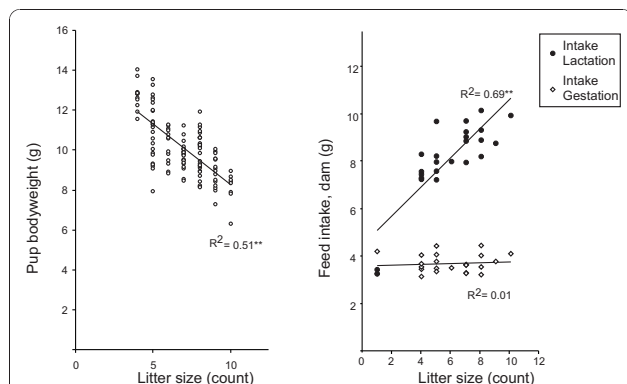 16
14
12
10
8
6
4
2
Pup bodyweight (g)
R2= 0.51**
0
5
10
Litter size (count)
12
10
8
6
4
2
Feed intake, dam (g)
R2= 0.69**
R2= 0.01
0 2 4 6 8 10 12
Litter size (count)
Intake
Lactation
Intake
Gestation